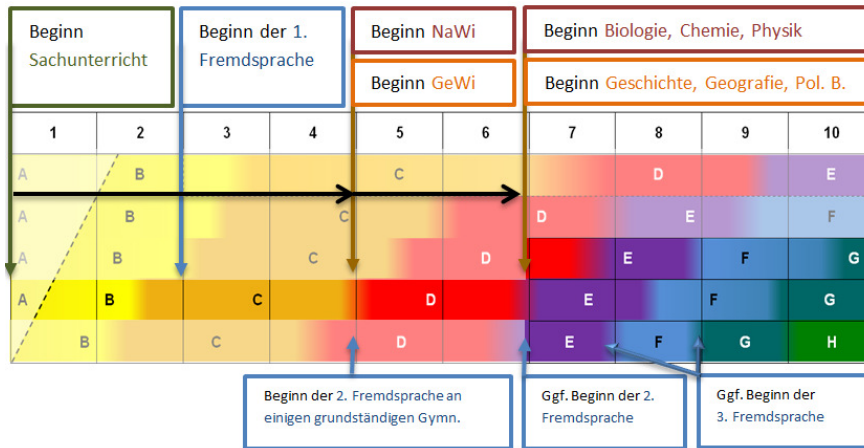 Beginn
Sachunterricht
Beginn der 1.
Fremdsprache
Beginn NaWi
Beginn GeWi
Beginn Biologie, Chemie, Physik
Beginn Geschichte, Geografie, Pol. B.
1 2 3 4 5 6 7 8 9 10
A B C D E
A B C D E F
A B C D E F G
A B C D E F G
B C D E F G H
Beginn der 2. Fremdsprache an
einigen grundständigen Gymn.
Ggf. Beginn der 2.
Fremdsprache
Ggf. Beginn der
3. Fremdsprache